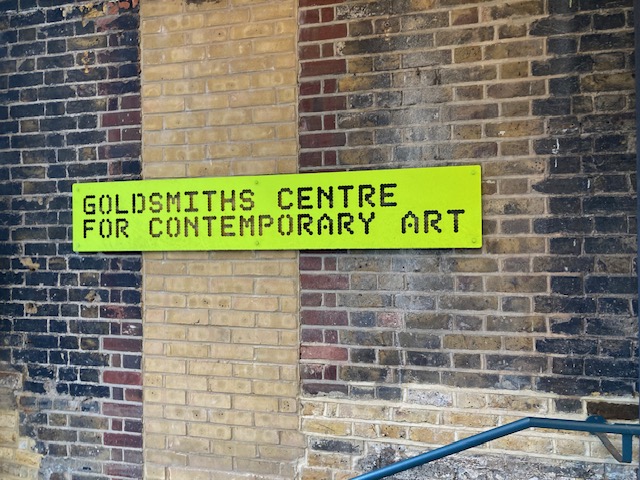 GOLDSMITHS CENTRE
FOR CONTEMPORARY ART